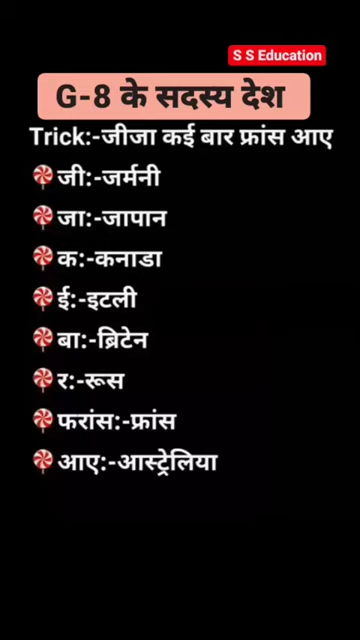 S S Education
G-8 के सदस्य देश
Trick:-जीजा कई बार फ्रांस आए
जी:-जर्मनी
जा:-जापान
क:-कनाडा
ई:-इटली
बा:-ब्रिटेन
र:-रूस
फरांस:-फ्रांस
आए:-आस्ट्रेलिया